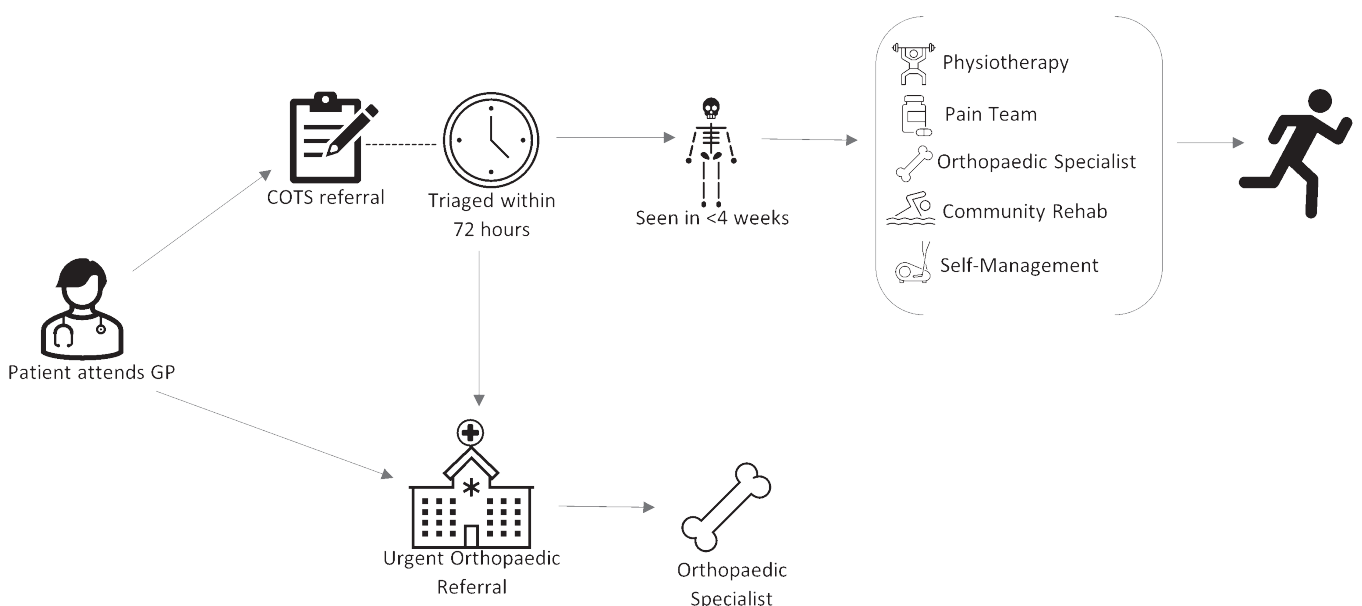 Physiotherapy
Pain Team
Orthopaedic Specialist
Community Rehab
Self-Management
COTS referral
Triaged within
72 hours
Seen in <4 weeks
Patient attends GP
Urgent Orthopaedic
Referral
Orthopaedic
Specialist